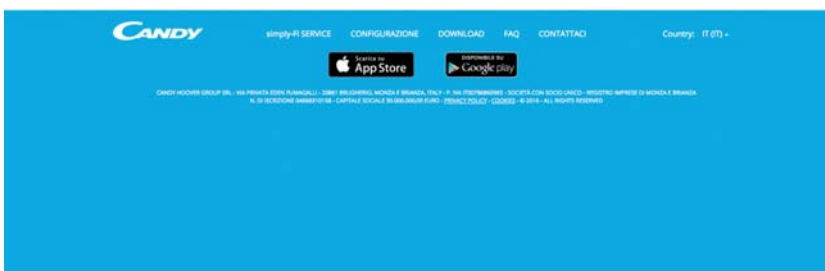 CANDY
simply-Fi SERVICE CONFIGURAZIONE DOWNLOAD FAQ CONTATTACI Country: IT (IT)
Scarica su
App Store
DISPONIBILE SU
Google play
CANDY HOOVER GROUP SRL - VIA PRIVATA EDEN FUMAGALLI - 20861 BRUGHERIO, MONZA E BRIANZA, ITALY - P. IVA - SOCIETÀ CON SOCIO UNICO - REGISTRO IMPRESE DI MONZA E BRIANZA
N. DI ISCRIZIONE 04666310158 - CAPITALE SOCIALE 30.000.000,00 EURO - PRIVACY POLICY - COOKIES - © 2016 - ALL RIGHTS RESERVED